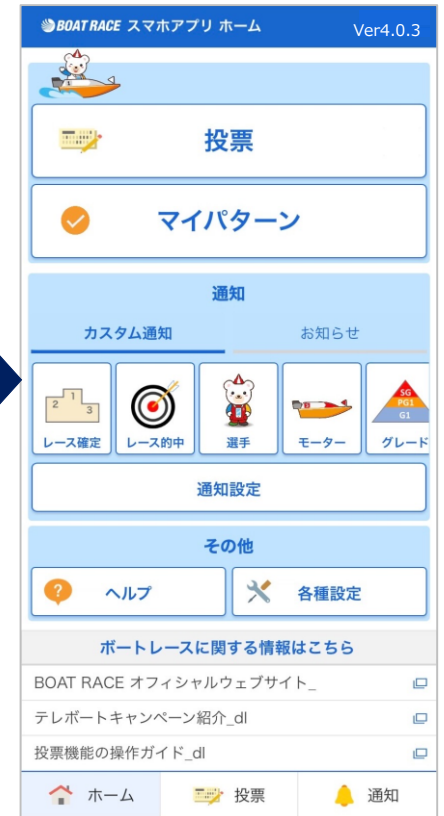 BOAT RACE スマホアプリ ホーム Ver4.0.3
投票
マイパターン
通知
カスタム通知 お知らせ
2 1 3
SG
PG1
G1
レース確定 レース的中 選手 モーター グレード
通知設定
その他
? ヘルプ 各種設定
ボートレースに関する情報はこちら
BOAT RACE オフィシャルウェブサイト_
テレボートキャンペーン紹介_dl
投票機能の操作ガイド_dl
ホーム 投票 通知